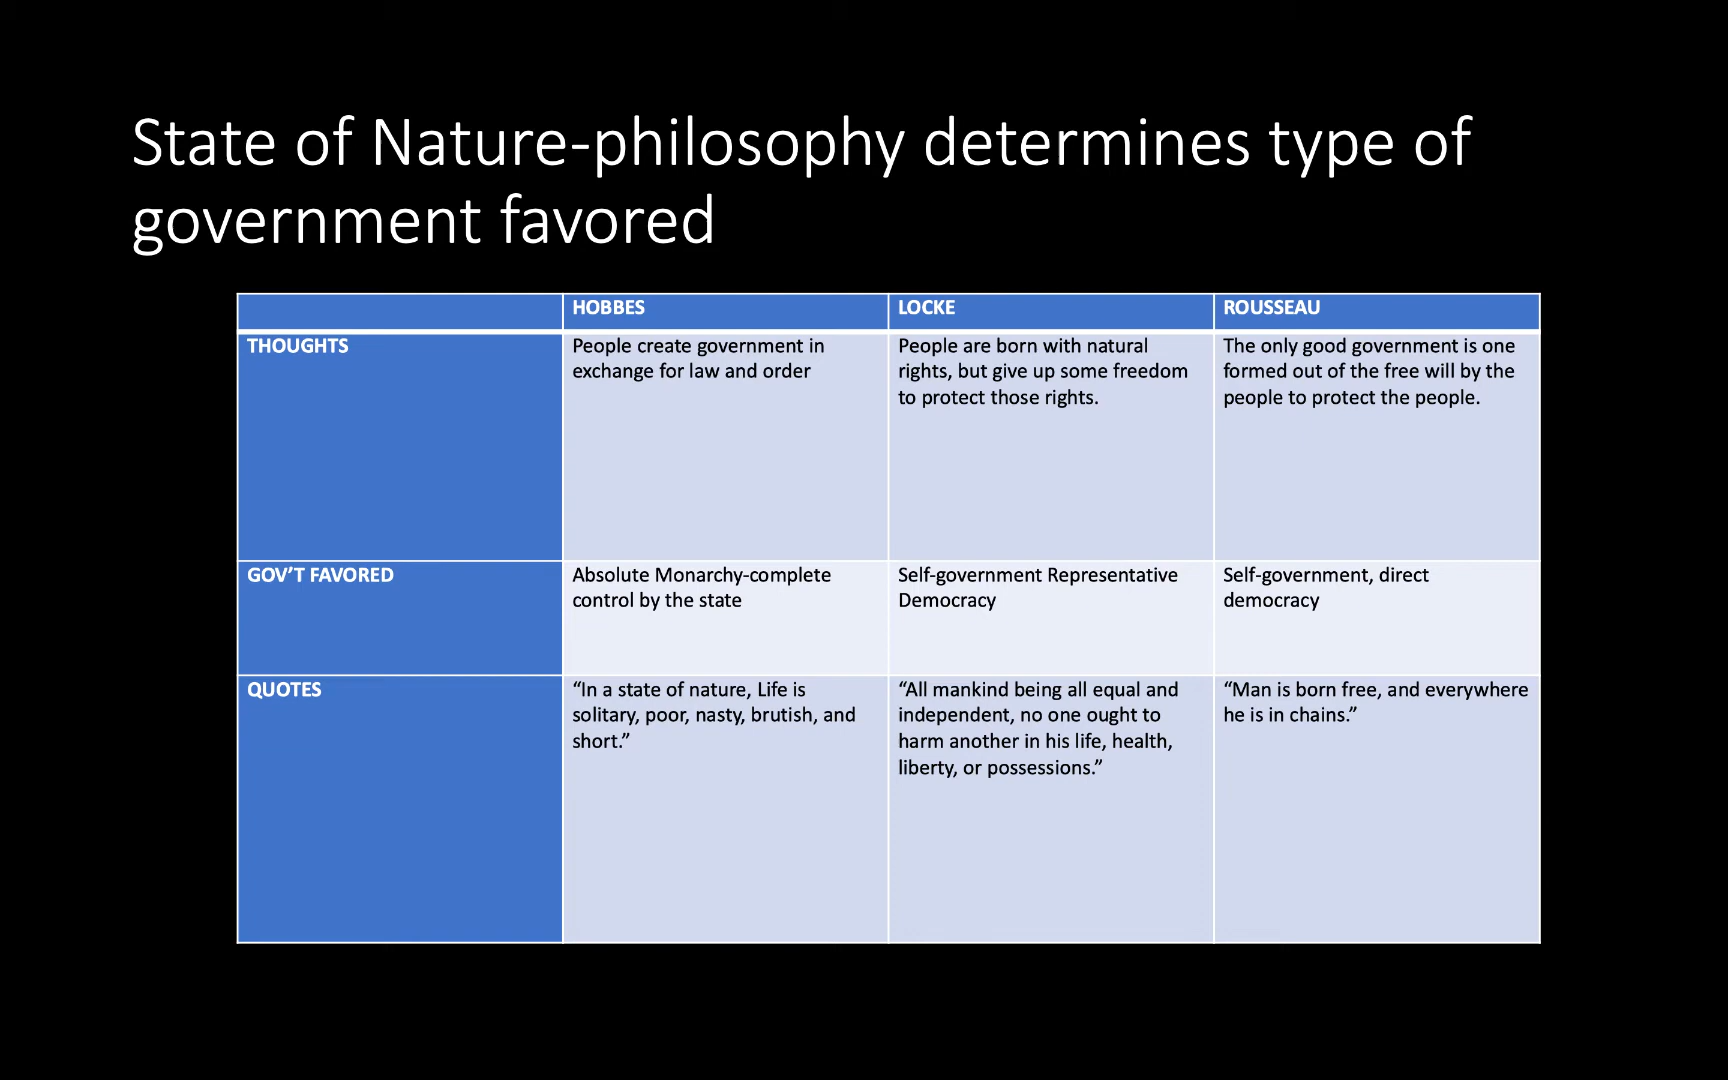 State of Nature-philosophy determines type of
government favored
HOBBES
LOCKE
ROUSSEAU
THOUGHTS
People create government in
exchange for law and order
People are born with natural
rights, but give up some freedom
to protect those rights.
The only good government is one
formed out of the free will by the
people to protect the people.
GOV’T FAVORED
Absolute Monarchy-complete
control by the state
Self-government Representative
Democracy
Self-government, direct
democracy
QUOTES
“In a state of nature, Life is
solitary, poor, nasty, brutish, and
short.”
“All mankind being all equal and
independent, no one ought to
harm another in his life, health,
liberty, or possessions.”
“Man is born free, and everywhere
he is in chains.”